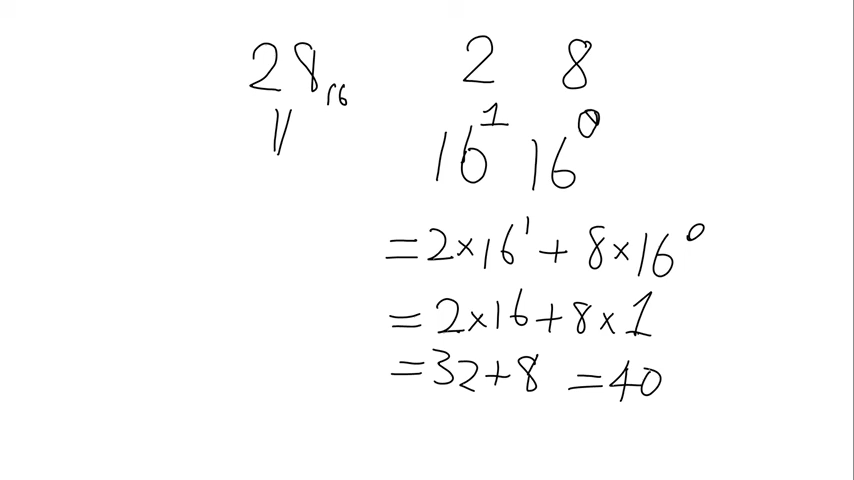 28₁₆ 2 8
|| 16¹ 16⁰
=2×16¹+8×16⁰
=2×16+8×1
=32+8 =40